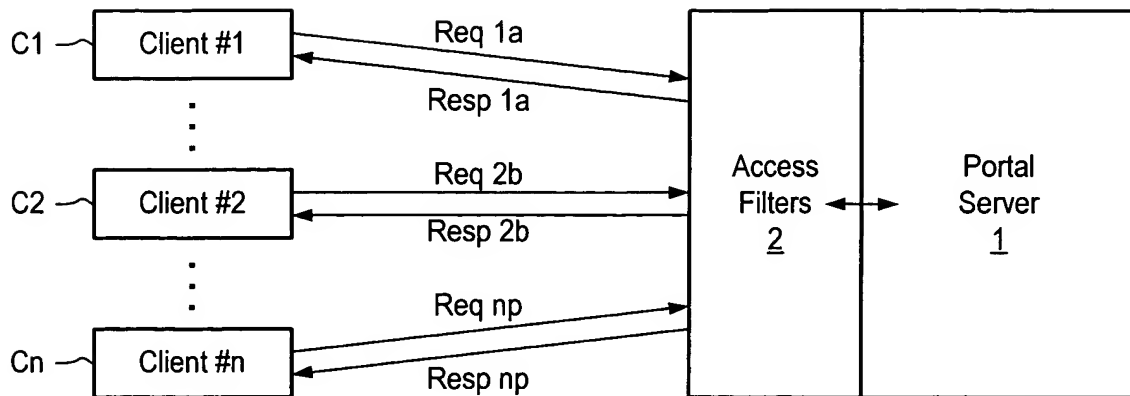 C1
Client #1
Req 1a
Resp 1a
C2
Client #2
Req 2b
Resp 2b
Cn
Client #n
Req np
Resp np
Access
Filters
2
Portal
Server
1